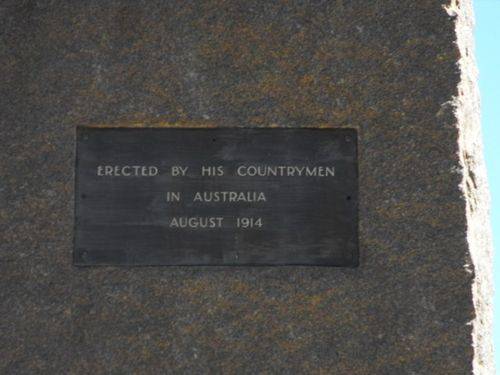 ERECTED BY HIS COUNTRYMEN
IN AUSTRALIA
AUGUST 1914